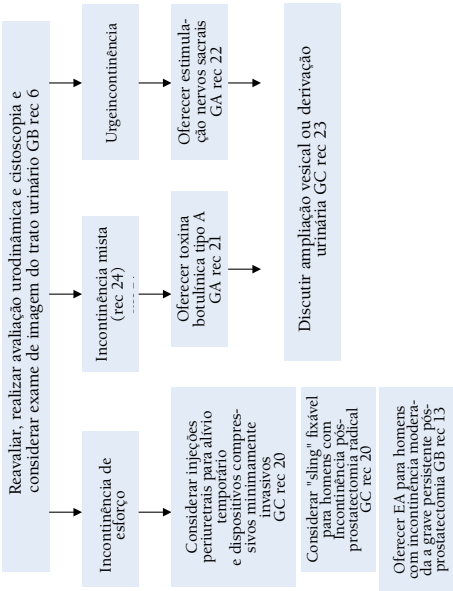 Reavaliar, realizar avaliação urodinâmica e cistoscopia e
considerar exame de imagem do trato urinário GB rec 6
Incontinência de
esforço
Incontinência mista
(rec 24)
Urgeincontinência
Considerar injeções
periuretrais para alívio
temporário
e dispositivos compres-
sivos minimamente
invasivos
GC rec 20
Considerar "sling" fixável
para homens com
Incontinência pós-
prostatectomia radical
GC rec 20
Oferecer EA para homens
com incontinência modera-
da a grave persistente pós-
prostatectomia GB rec 13
Oferecer toxina
botulínica tipo A
GA rec 21
Oferecer estimula-
ção nervos sacrais
GA rec 22
Discutir ampliação vesical ou derivação
urinária GC rec 23